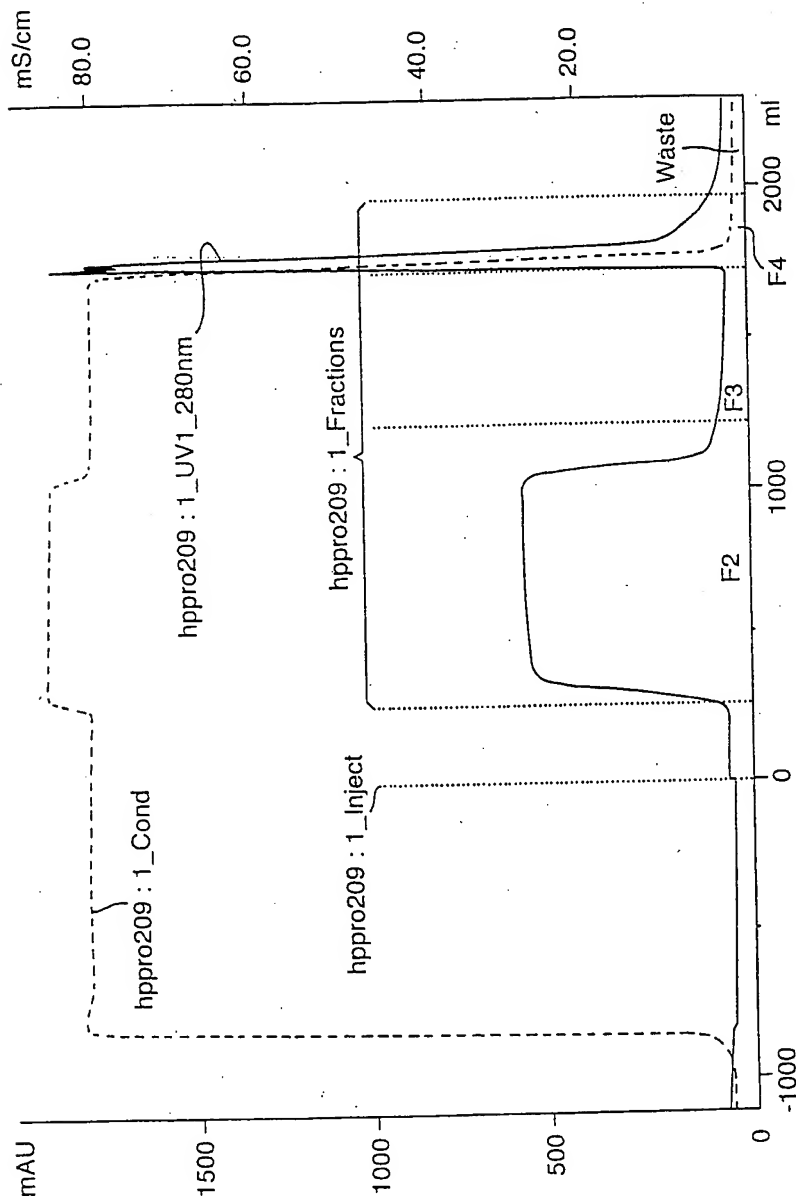 mAU
1500
1000
500
0
mS/cm
80.0
60.0
40.0
20.0
hppro209 : 1_Cond
hppro209 : 1_UV1_280nm
hppro209 : 1_Fractions
hppro209 : 1_Inject
F2
F3
F4
Waste
-1000
0
1000
2000
ml